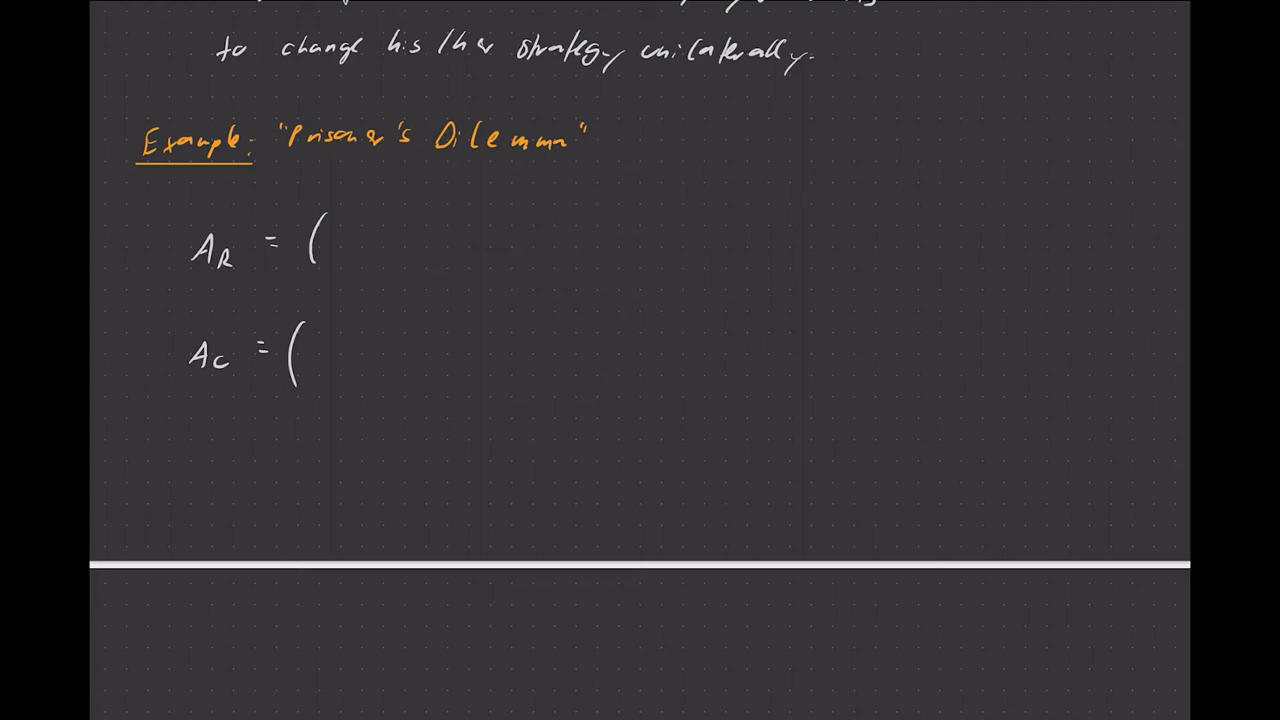 to change his/her strategy unilaterally.
Example: "Prisoner's Dilemma"
A_R = (
A_C = (